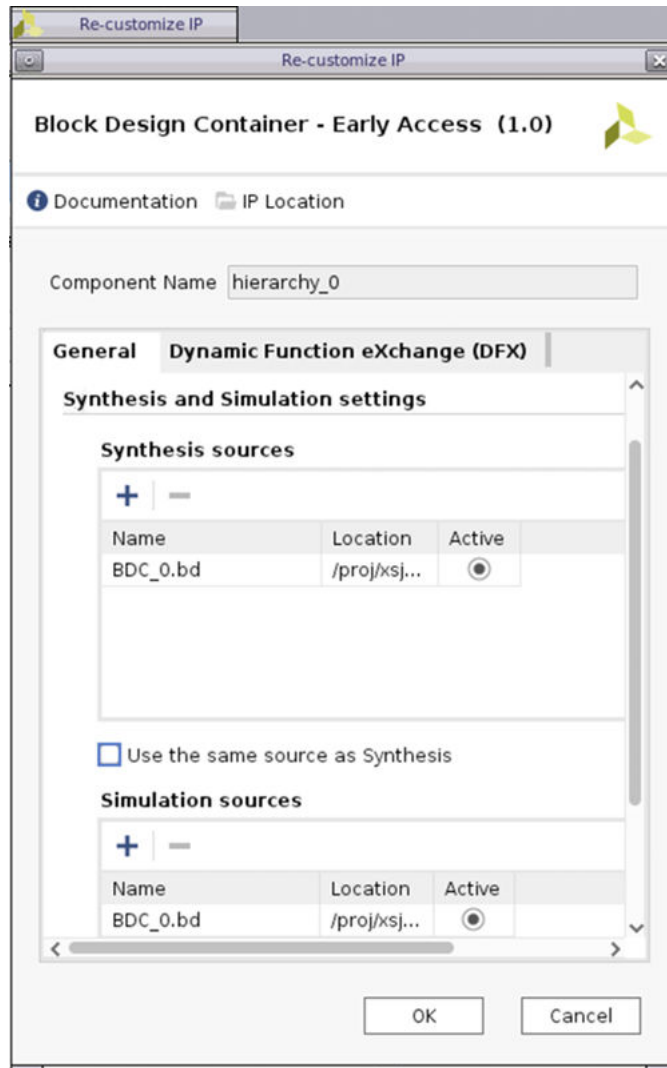 Re-customize IP
Re-customize IP
Block Design Container - Early Access (1.0)
Documentation IP Location
Component Name hierarchy_0
General Dynamic Function eXchange (DFX)
Synthesis and Simulation settings
Synthesis sources
Name Location Active
BDC_0.bd /proj/xsj...
Use the same source as Synthesis
Simulation sources
Name Location Active
BDC_0.bd /proj/xsj...
OK Cancel